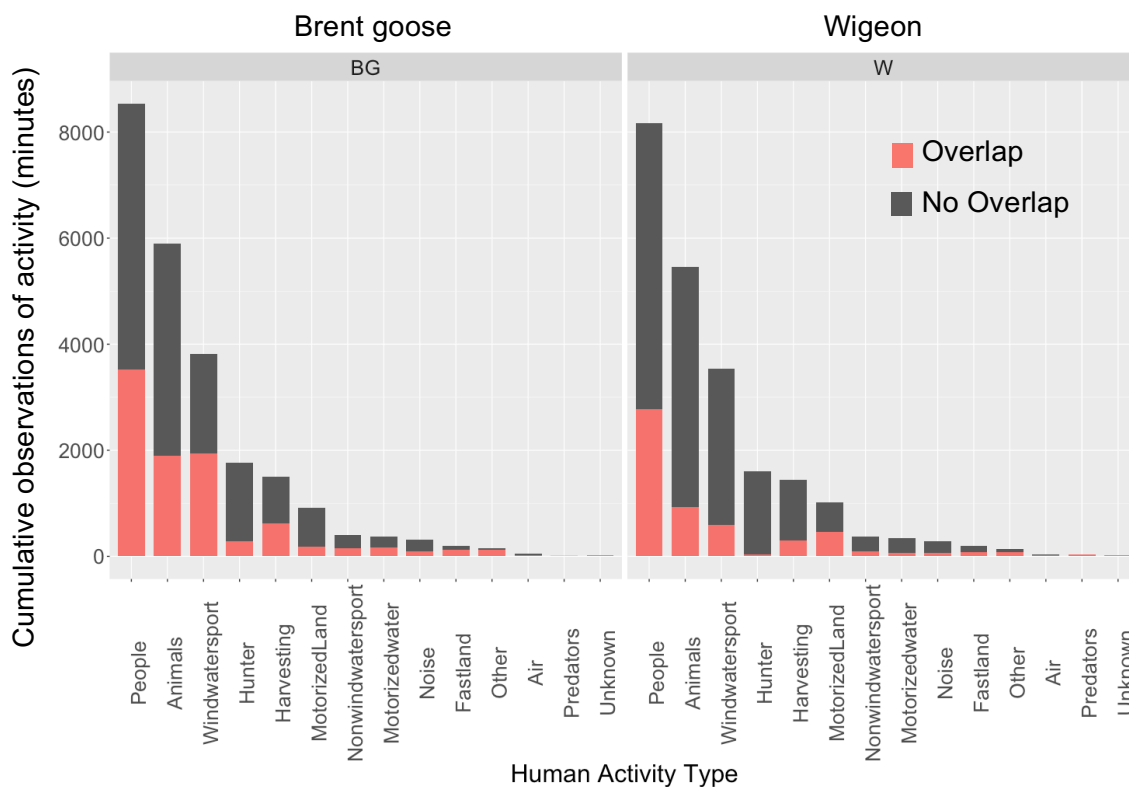 Brent goose
Wigeon
BG
W
Cumulative observations of activity (minutes)
8000
6000
4000
2000
0
Overlap
No Overlap
People
Animals
Windwatersport
Hunter
Harvesting
MotorizedLand
Nonwindwatersport
Motorizedwater
Noise
Fastland
Other
Air
Predators
Unknown
People
Animals
Windwatersport
Hunter
Harvesting
MotorizedLand
Nonwindwatersport
Motorizedwater
Noise
Fastland
Other
Air
Predators
Unknown
Human Activity Type